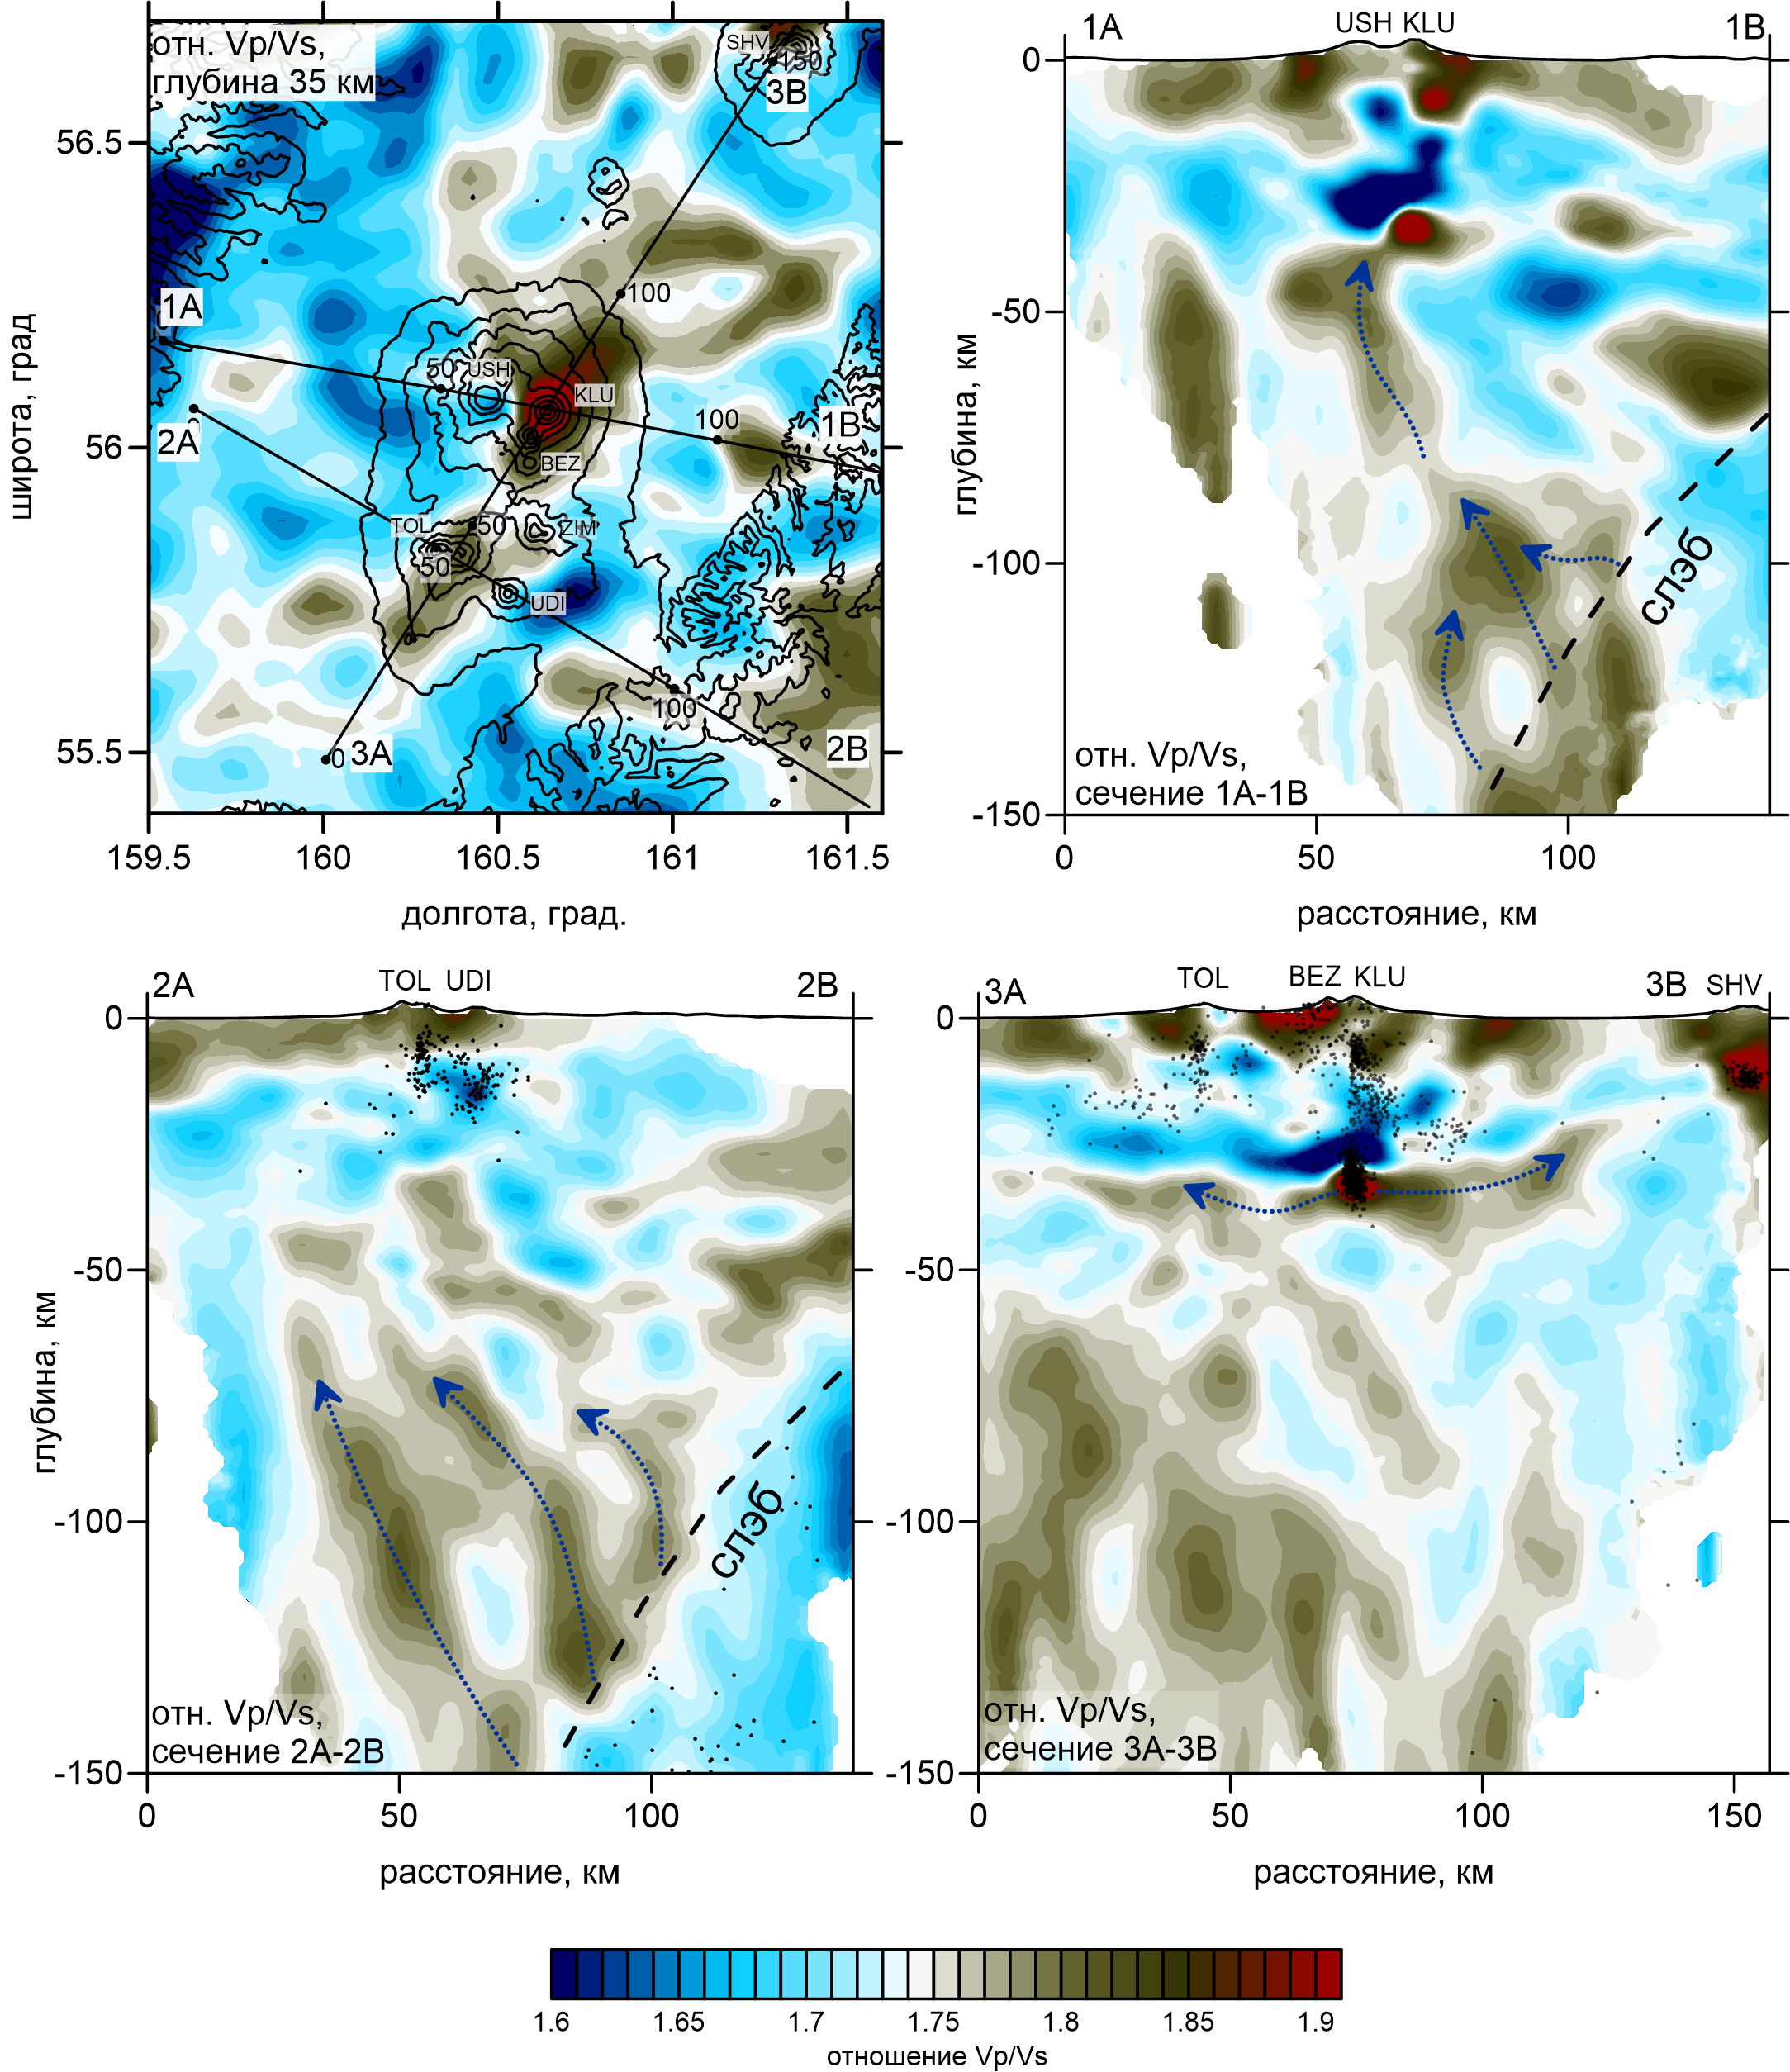 отн. Vp/Vs,
глубина 35 км
SHV
150
3B
56.5
56
55.5
широта, град
1A
50
USH
100
KLU
100
1B
0
2A
BEZ
TOL
50
ZIM
50
UDI
100
2B
0
3A
159.5
160
160.5
161
161.5
долгота, град.
1A
USH KLU
1B
0
-50
-100
-150
глубина, км
слэб
отн. Vp/Vs,
сечение 1A-1B
0
50
100
расстояние, км
2A
TOL UDI
2B
0
-50
-100
-150
глубина, км
слэб
отн. Vp/Vs,
сечение 2A-2B
0
50
100
расстояние, км
3A
TOL
BEZ KLU
3B
SHV
0
-50
-100
-150
отн. Vp/Vs,
сечение 3A-3B
0
50
100
150
расстояние, км
1.6
1.65
1.7
1.75
1.8
1.85
1.9
отношение Vp/Vs